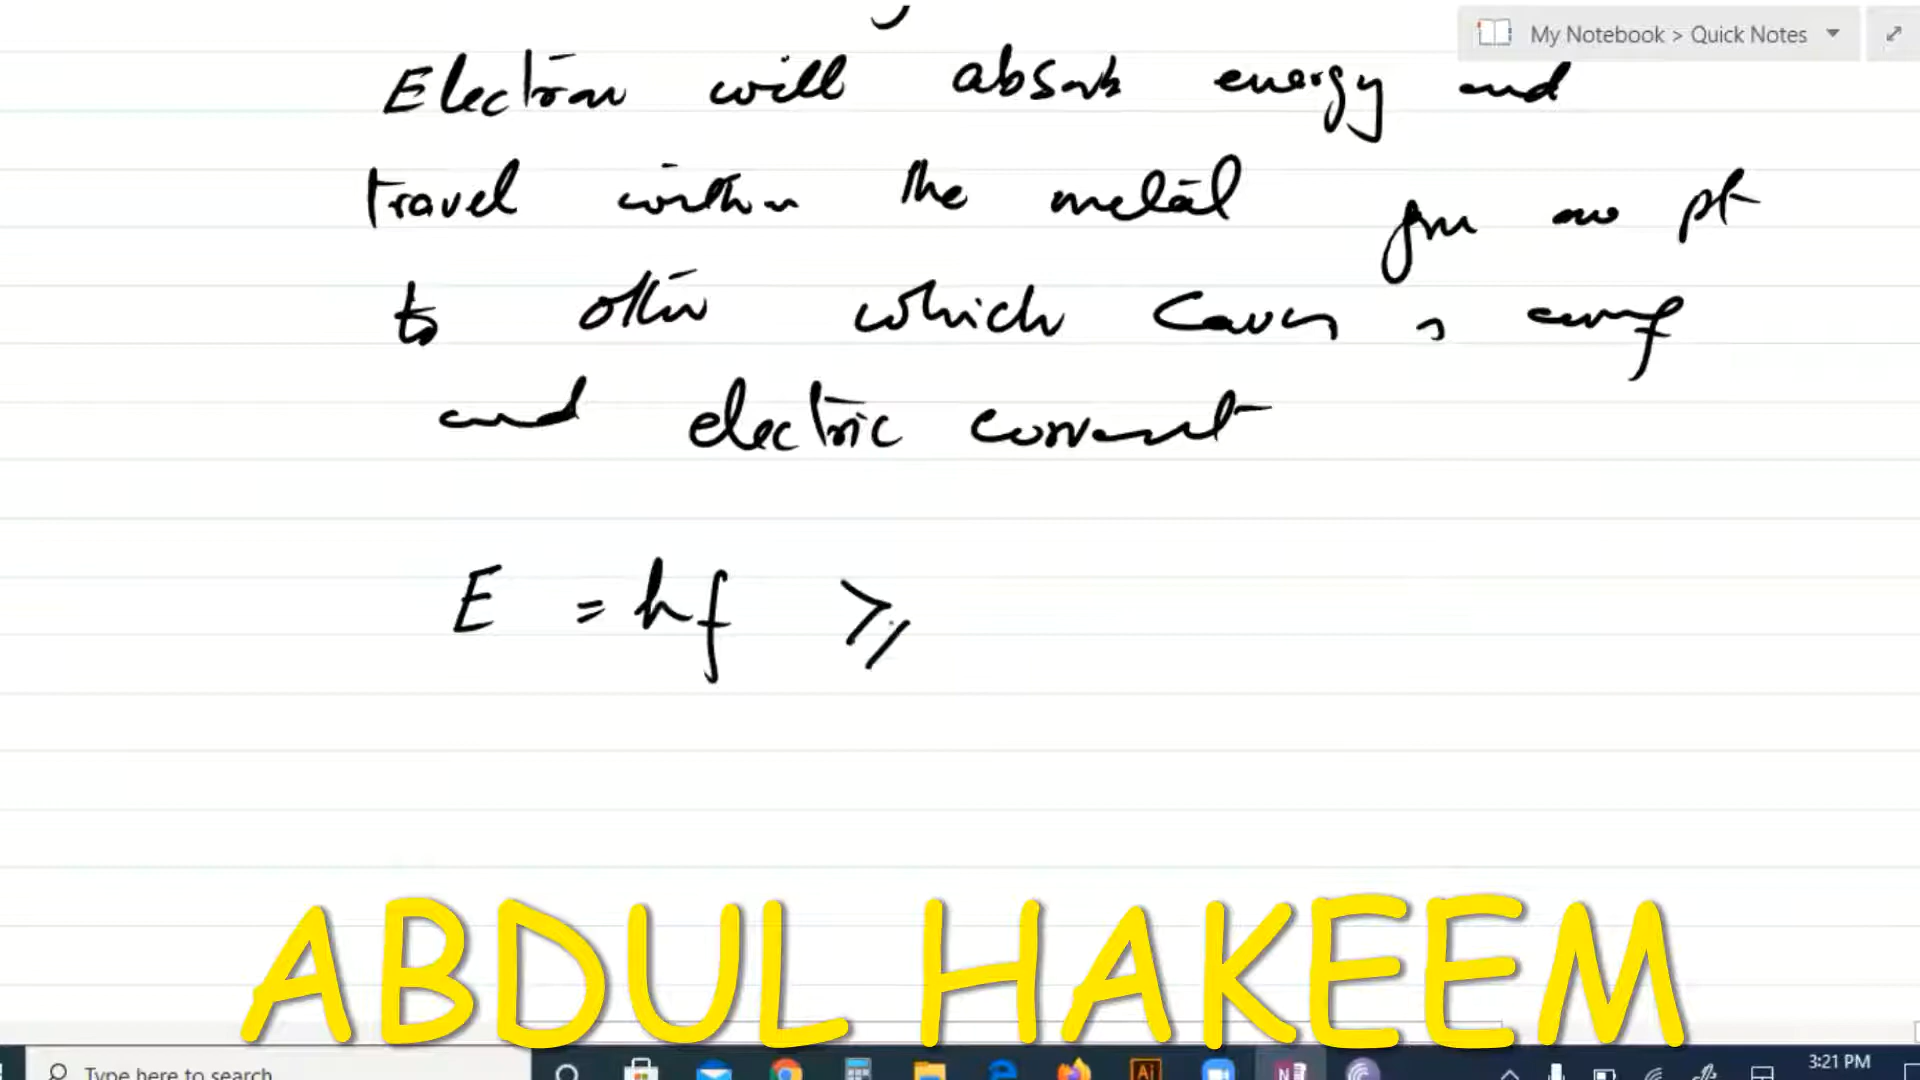 My Notebook > Quick Notes
Electron will absorb energy and
travel within the metal from one pt
to other which causes emf
and electric current
E = hf ⩾
ABDUL HAKEEM
Type here to search
3:21 PM